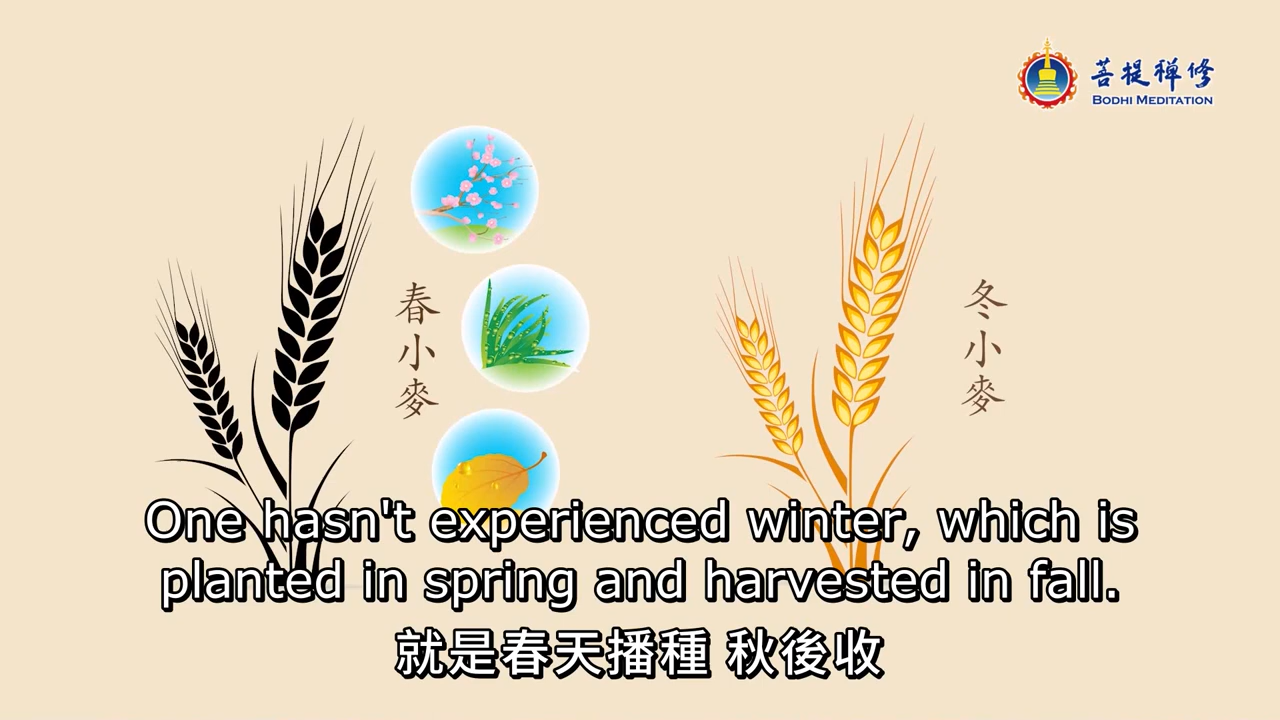 菩提禪修
BODHI MEDITATION
春小麥
冬小麥
One hasn't experienced winter, which is
planted in spring and harvested in fall.
就是春天播種 秋後收